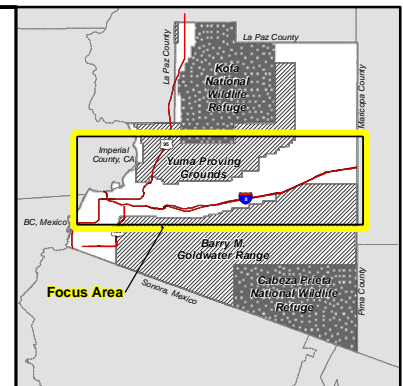 La Paz County
La Paz County
Kofa
National
Wildlife
Refuge
Maricopa County
95
Imperial
County, CA
Yuma Proving
Grounds
8
BC, Mexico
Barry M.
Goldwater Range
Focus Area
Sonora, Mexico
Cabeza Prieta
National Wildlife
Refuge
Pima County